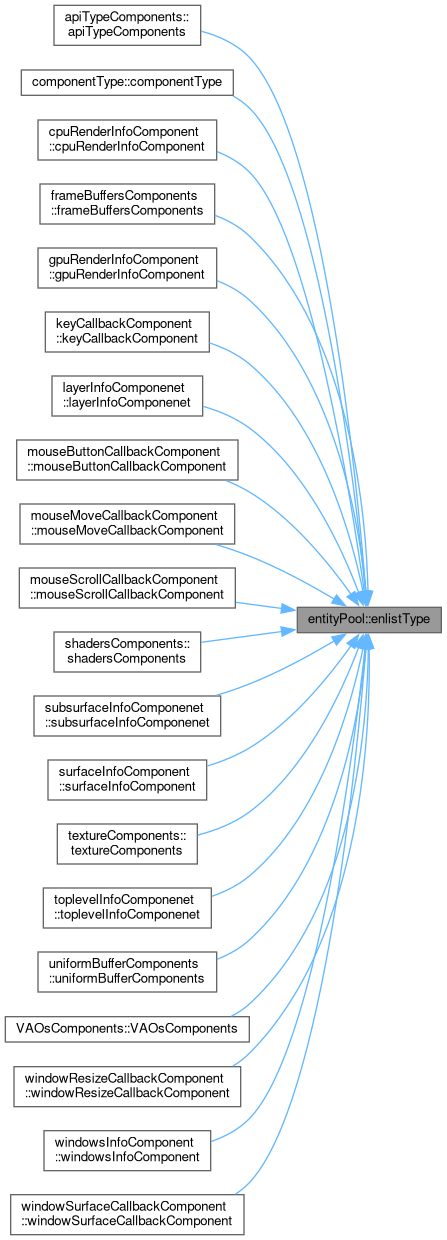 apiTypeComponents::
apiTypeComponents
componentType::componentType
cpuRenderInfoComponent
::cpuRenderInfoComponent
frameBuffersComponents
::frameBuffersComponents
gpuRenderInfoComponent
::gpuRenderInfoComponent
keyCallbackComponent
::keyCallbackComponent
layerInfoComponenet
::layerInfoComponenet
mouseButtonCallbackComponent
::mouseButtonCallbackComponent
mouseMoveCallbackComponent
::mouseMoveCallbackComponent
mouseScrollCallbackComponent
::mouseScrollCallbackComponent
entityPool::enlistType
shadersComponents::
shadersComponents
subsurfaceInfoComponenet
::subsurfaceInfoComponenet
surfaceInfoComponent
::surfaceInfoComponent
textureComponents::
textureComponents
toplevelInfoComponenet
::toplevelInfoComponenet
uniformBufferComponents
::uniformBufferComponents
VAOsComponents::VAOsComponents
windowResizeCallbackComponent
::windowResizeCallbackComponent
windowsInfoComponent
::windowsInfoComponent
windowSurfaceCallbackComponent
::windowSurfaceCallbackComponent